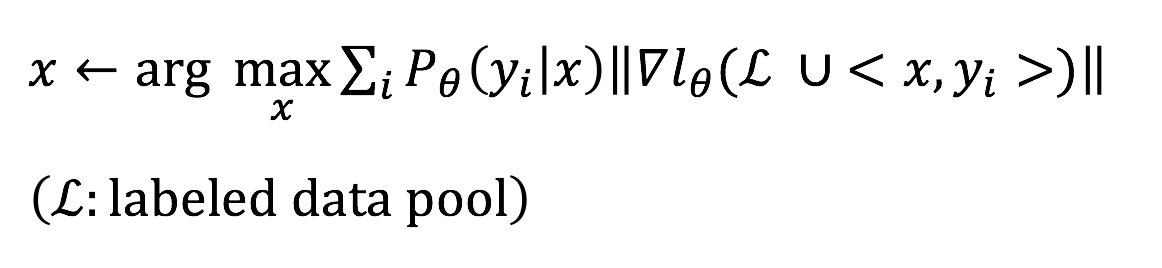 x ← arg max_x ∑_i P_θ(y_i|x)‖∇l_θ(ℒ ∪ < x, y_i >)‖
(ℒ: labeled data pool)